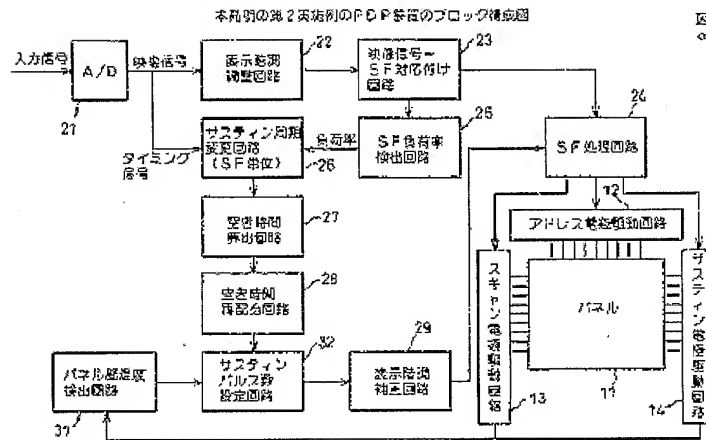 本発明の第2実施例のPDP装置のブロック構成図
図
入力信号
A/D
21
映像信号
タイミング
信号
表示階調
調整回路
22
映像信号-
SF対応付け
回路
23
24
サスティン周期
変更回路
(SF単位)
26
負荷率
SF負荷率
検出回路
25
SF処理回路
空き時間
算出回路
27
12
アドレス電極駆動回路
空き時間
再配分回路
28
スキャン電極駆動回路
パネル
サスティン電極駆動回路
パネル壁温度
検出回路
31
サスティン
パルス数
設定回路
32
表示階調
補正回路
29
11
13
14